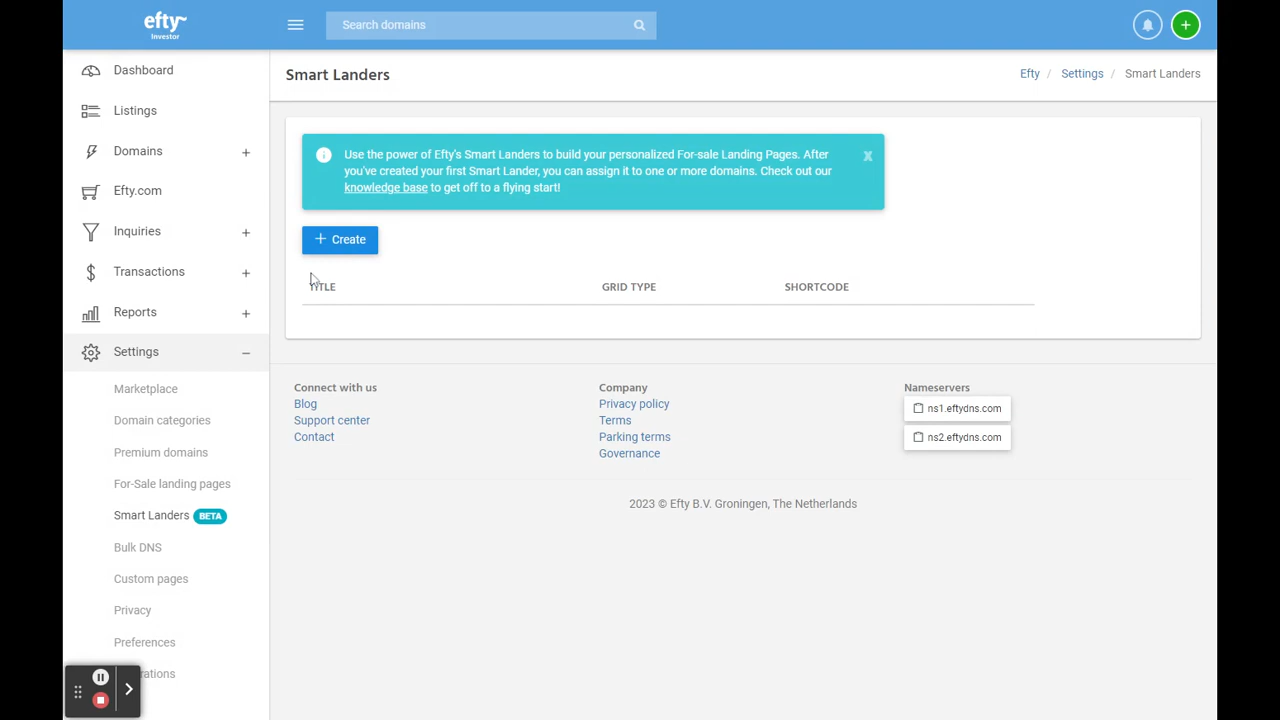 efty
Investor
Search domains
Dashboard
Listings
Domains
Efty.com
Inquiries
Transactions
Reports
Settings
Marketplace
Domain categories
Premium domains
For-Sale landing pages
Smart Landers BETA
Bulk DNS
Custom pages
Privacy
Preferences
Smart Landers
Efty / Settings / Smart Landers
Use the power of Efty's Smart Landers to build your personalized For-sale Landing Pages. After
you've created your first Smart Lander, you can assign it to one or more domains. Check out our
knowledge base to get off to a flying start!
x
+ Create
TITLE GRID TYPE SHORTCODE
Connect with us
Blog
Support center
Contact
Company
Privacy policy
Terms
Parking terms
Governance
Nameservers
ns1.eftydns.com
ns2.eftydns.com
2023 © Efty B.V. Groningen, The Netherlands